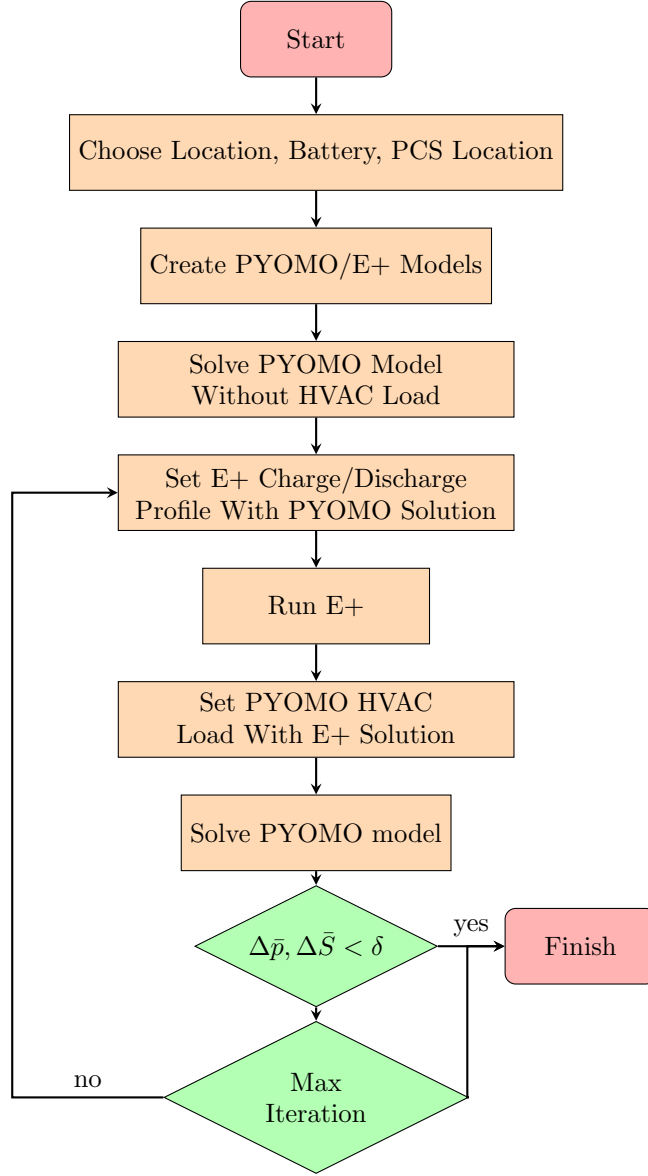 Start
Choose Location, Battery, PCS Location
Create PYOMO/E+ Models
Solve PYOMO Model
Without HVAC Load
Set E+ Charge/Discharge
Profile With PYOMO Solution
Run E+
Set PYOMO HVAC
Load With E+ Solution
Solve PYOMO model
Δp̄, ΔS̄ < δ
yes
Finish
no
Max
Iteration